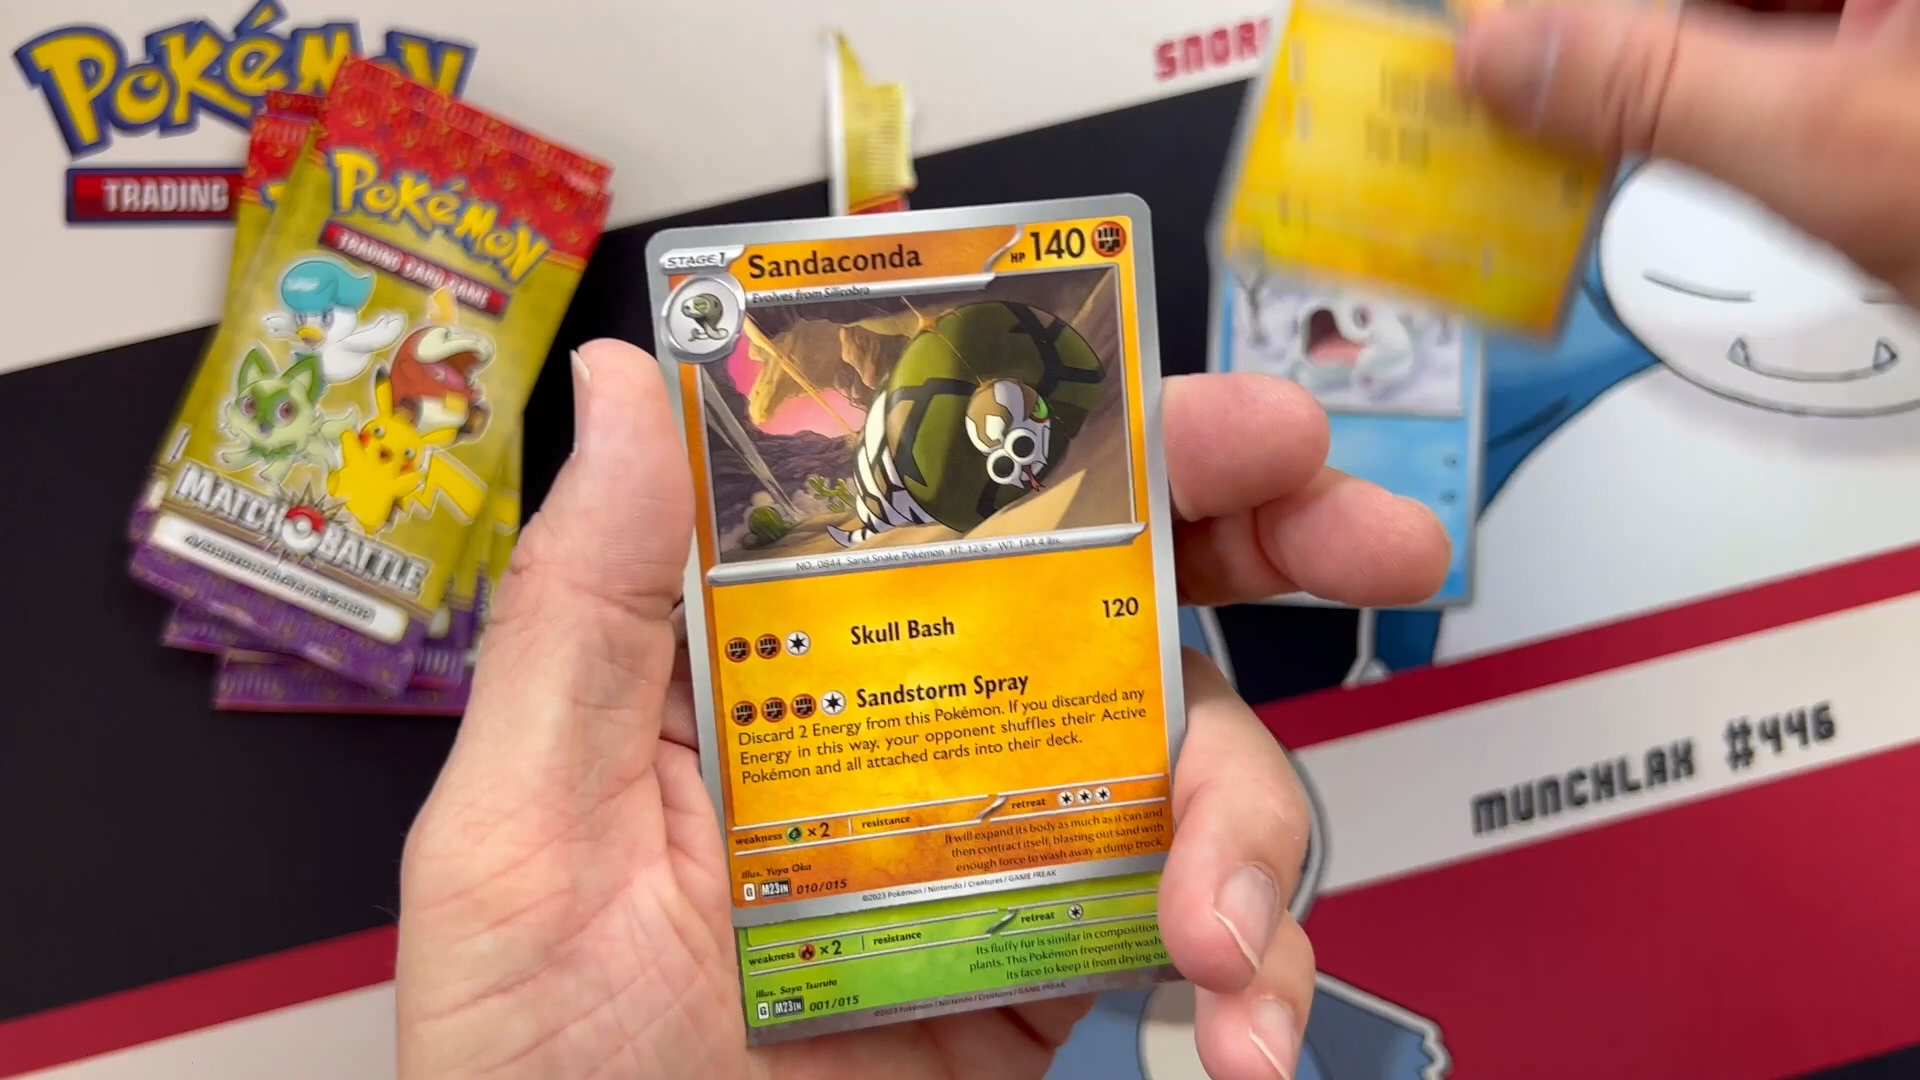 POKÉMON
TRADING
SNOR
POKÉMON
TRADING CARD GAME
MATCH BATTLE
STAGE1
Sandaconda
HP 140
Evolves from Silicobra
NO. 0844 Sand Snake Pokémon HT: 12'6" WT: 144.4 lbs.
Skull Bash
120
Sandstorm Spray
Discard 2 Energy from this Pokémon. If you discarded any
Energy in this way, your opponent shuffles their Active
Pokémon and all attached cards into their deck.
weakness ×2
resistance
retreat
It will expand its body as much as it can and
then contract itself, blasting out sand with
enough force to wash away a dump truck.
Illus. Yuya Oka
G M23 EN 010/015
©2023 Pokémon / Nintendo / Creatures / GAME FREAK
weakness ×2
resistance
retreat
Its fluffy fur is similar in composition
plants. This Pokémon frequently wash
its face to keep it from drying ou
Illus. Saya Tsuruta
G M23 EN 001/015
©2023 Pokémon / Nintendo / Creatures / GAME FREAK
MUNCHLAX #446